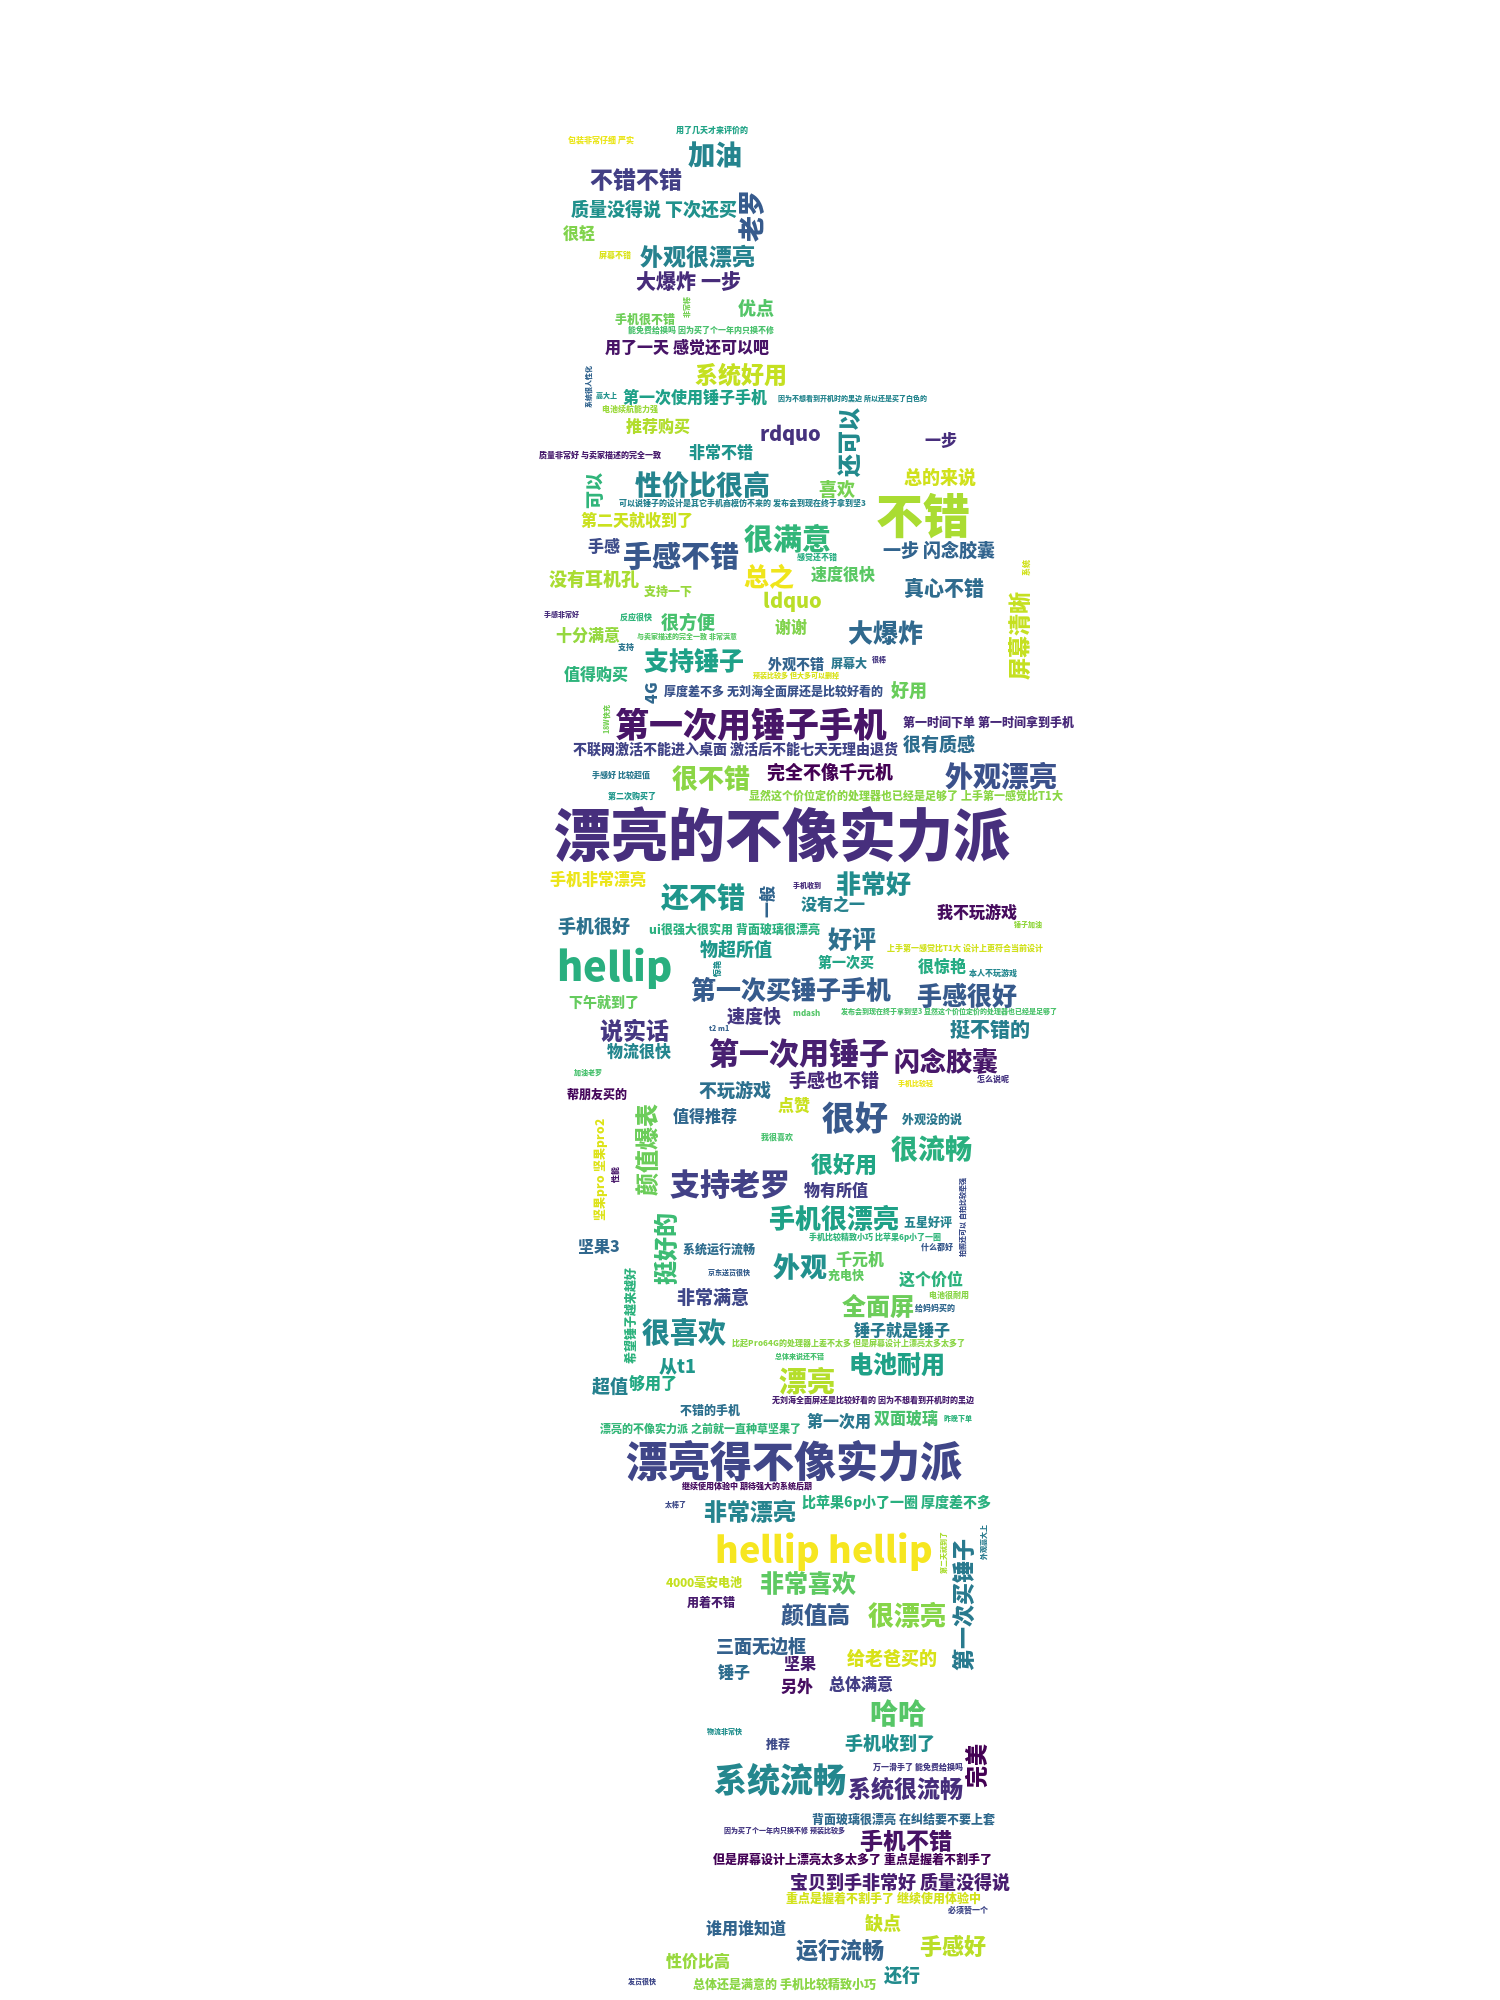 用了几天才来评价的
包装非常仔细 严实
加油
不错不错
老罗
质量没得说 下次还买
很轻
外观很漂亮
屏幕不错
大爆炸 一步
非常棒
优点
手机很不错
能免费给换吗 因为买了个一年内只换不修
用了一天 感觉还可以吧
系统好用
系统很人性化
高大上
第一次使用锤子手机
因为不想看到开机时的黑边 所以还是买了白色的
电池续航能力强
推荐购买
rdquo
还可以
一步
非常不错
质量非常好 与卖家描述的完全一致
总的来说
可以
性价比很高
喜欢
不错
可以说锤子的设计是其它手机商模仿不来的 发布会到现在终于拿到坚3
第二天就收到了
很满意
手感
手感不错
一步 闪念胶囊
感觉还不错
系统
没有耳机孔
总之
速度很快
支持一下
真心不错
ldquo
屏幕清晰
手感非常好
反应很快
很方便
谢谢
十分满意
与卖家描述的完全一致 非常满意
大爆炸
支持
支持锤子
外观不错
屏幕大
很棒
值得购买
预装比较多 但大多可以删掉
4G
厚度差不多 无刘海全面屏还是比较好看的
好用
18W快充
第一次用锤子手机
第一时间下单 第一时间拿到手机
不联网激活不能进入桌面 激活后不能七天无理由退货
很有质感
手感好 比较超值
很不错
完全不像千元机
外观漂亮
第二次购买了
显然这个价位定价的处理器也已经是足够了 上手第一感觉比T1大
漂亮的不像实力派
手机非常漂亮
还不错
一般
手机收到
非常好
没有之一
我不玩游戏
手机很好
ui很强大很实用 背面玻璃很漂亮
锤子加油
好评
物超所值
上手第一感觉比T1大 设计上更符合当前设计
hellip
惊艳
第一次买
很惊艳
本人不玩游戏
第一次买锤子手机
手感很好
下午就到了
速度快
mdash
发布会到现在终于拿到坚3 显然这个价位定价的处理器也已经是足够了
说实话
t2 m1
挺不错的
物流很快
第一次用锤子
闪念胶囊
加油老罗
手感也不错
手机比较轻
怎么说呢
帮朋友买的
不玩游戏
点赞
颜值爆表
值得推荐
很好
外观没的说
坚果pro 坚果pro2
我很喜欢
很流畅
性能
支持老罗
很好用
物有所值
拍照还可以 自拍比较牵强
手机很漂亮
五星好评
挺好的
手机比较精致小巧 比苹果6p小了一圈
坚果3
系统运行流畅
什么都好
外观
千元机
京东送货很快
充电快
这个价位
希望锤子越来越好
非常满意
电池很耐用
全面屏
给妈妈买的
很喜欢
锤子就是锤子
比起Pro64G的处理器上差不太多 但是屏幕设计上漂亮太多太多了
总体来说还不错
从t1
电池耐用
漂亮
超值
够用了
无刘海全面屏还是比较好看的 因为不想看到开机时的黑边
不错的手机
第一次用
双面玻璃
昨晚下单
漂亮的不像实力派 之前就一直种草坚果了
漂亮得不像实力派
继续使用体验中 期待强大的系统后期
太棒了
非常漂亮
比苹果6p小了一圈 厚度差不多
hellip hellip
第二天就到了
外观高大上
第一次买锤子
4000毫安电池
非常喜欢
用着不错
颜值高
很漂亮
三面无边框
给老爸买的
锤子
坚果
另外
总体满意
哈哈
物流非常快
推荐
手机收到了
完美
系统流畅
万一滑手了 能免费给换吗
系统很流畅
背面玻璃很漂亮 在纠结要不要上套
因为买了个一年内只换不修 预装比较多
手机不错
但是屏幕设计上漂亮太多太多了 重点是握着不割手了
宝贝到手非常好 质量没得说
重点是握着不割手了 继续使用体验中
必须赞一个
谁用谁知道
缺点
运行流畅
手感好
性价比高
还行
发货很快
总体还是满意的 手机比较精致小巧